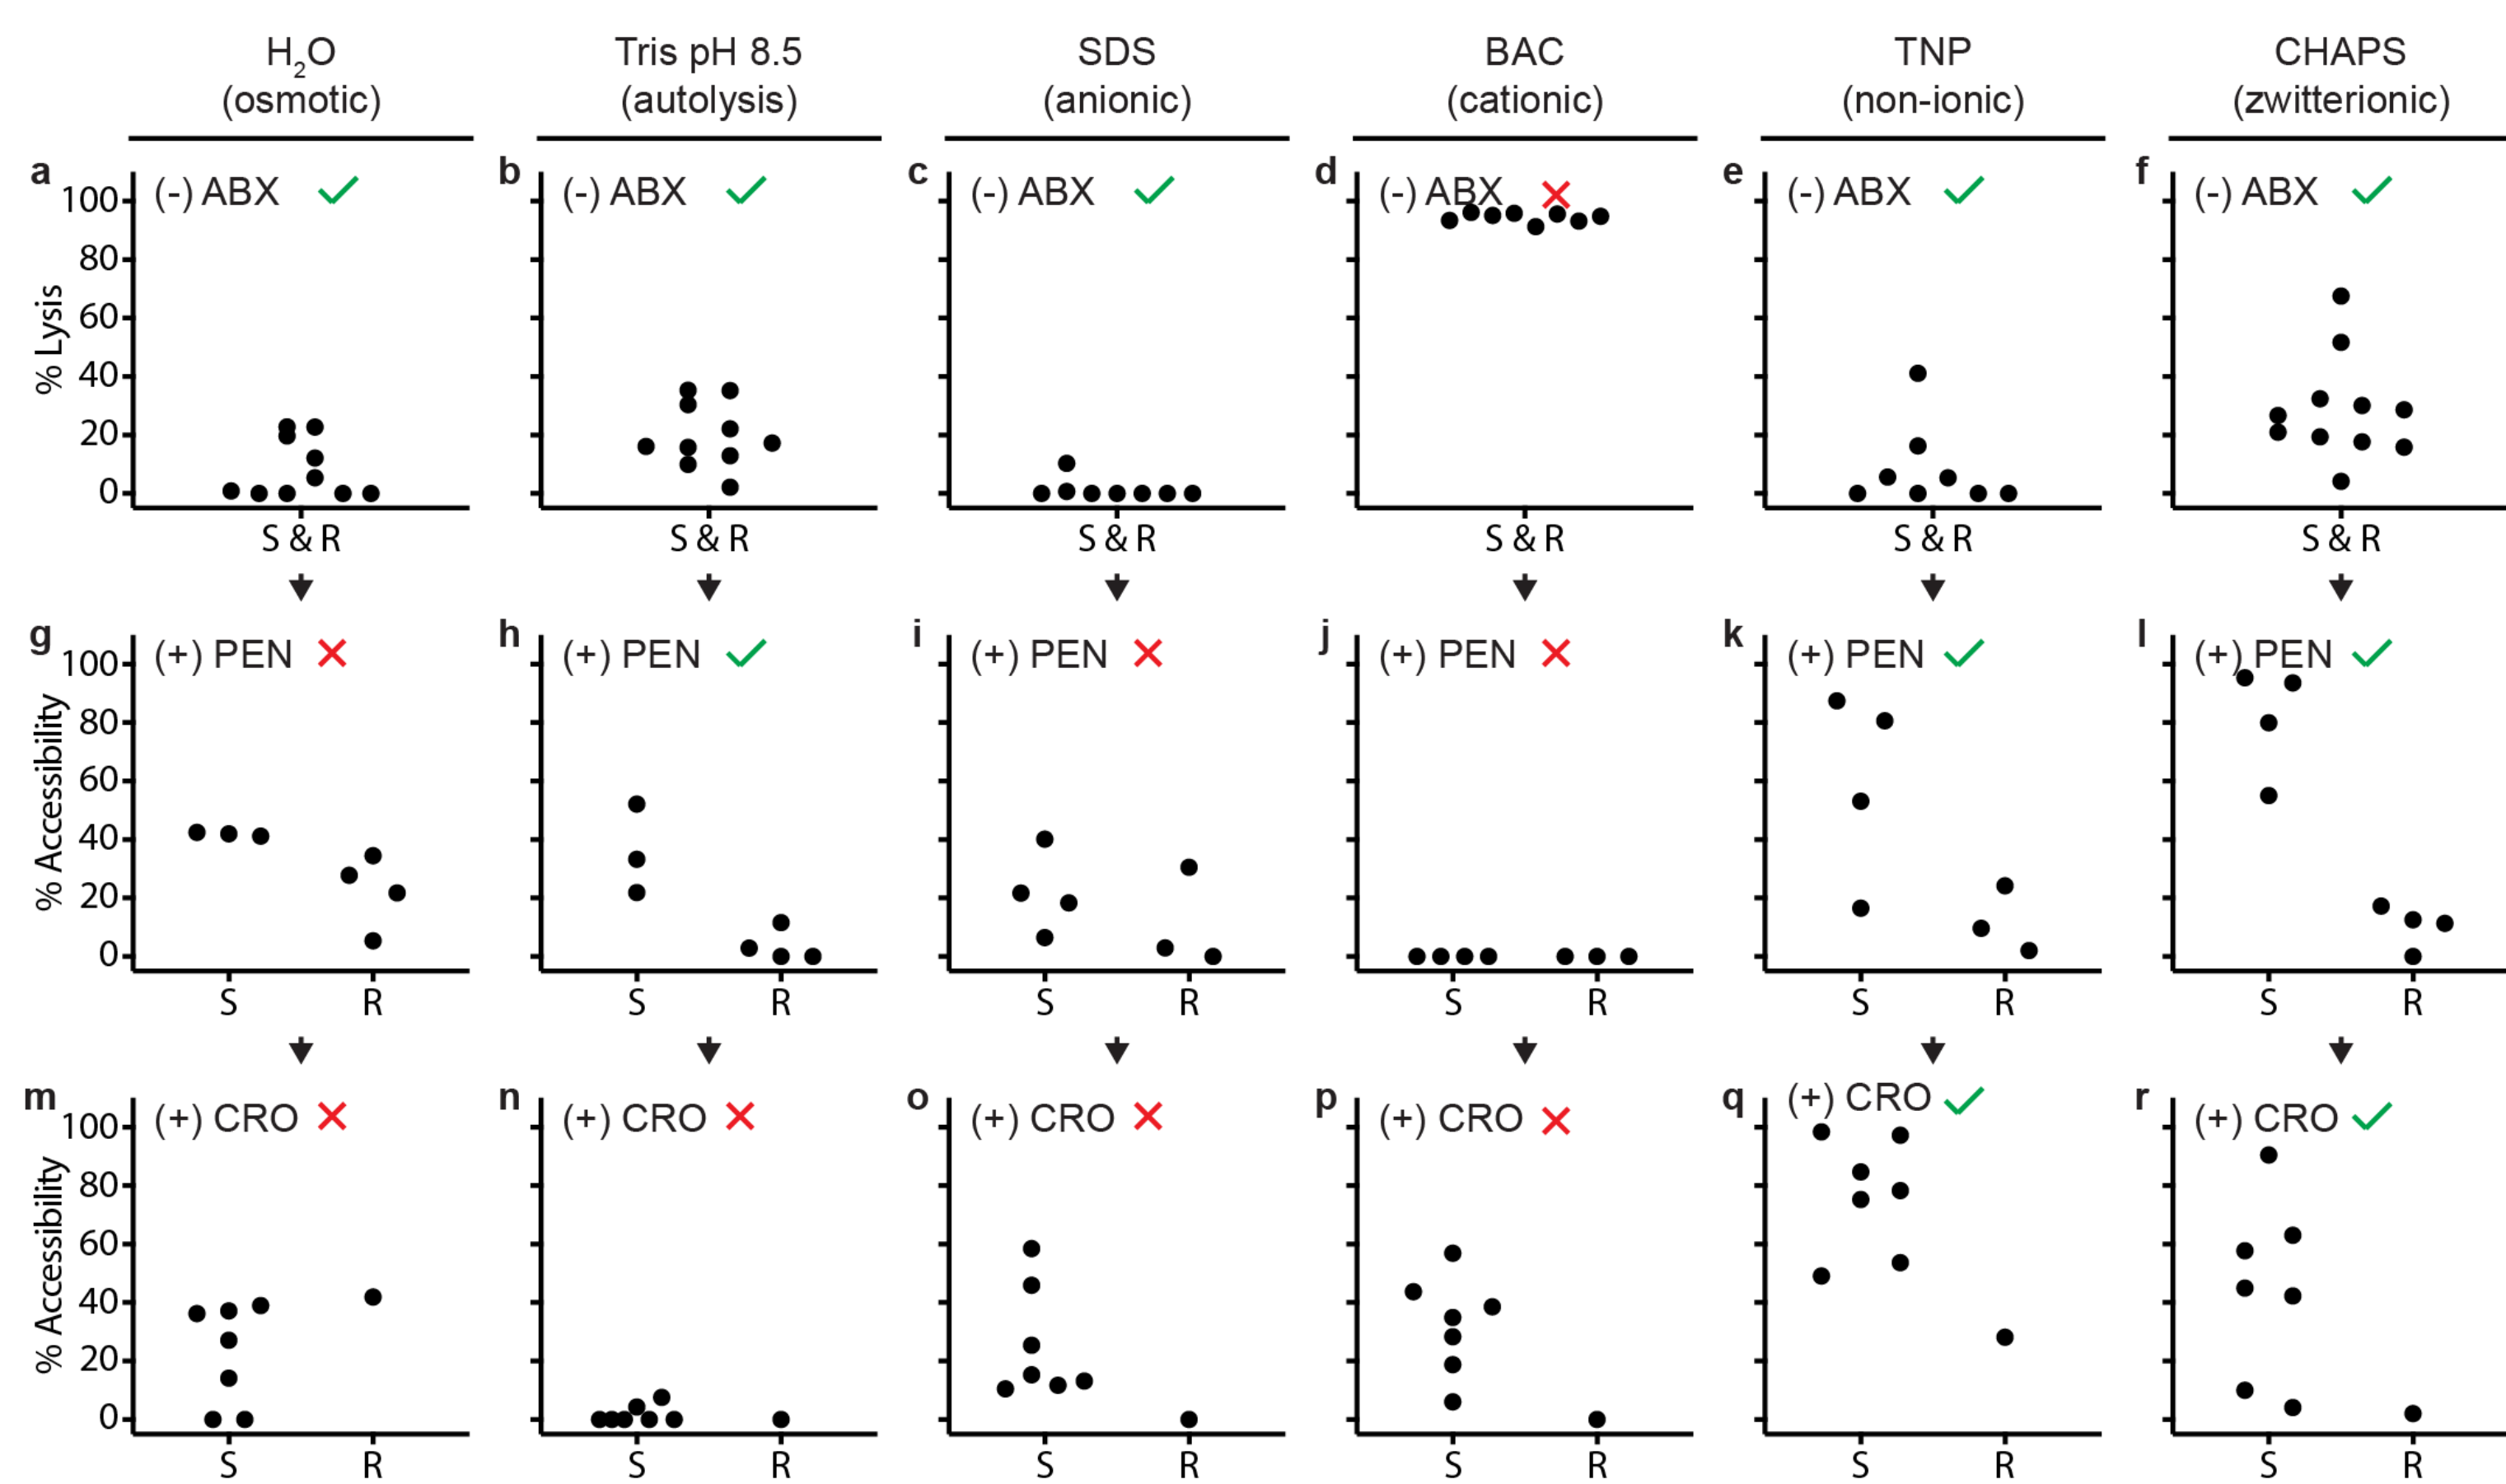 H2O
(osmotic)
Tris pH 8.5
(autolysis)
SDS
(anionic)
BAC
(cationic)
TNP
(non-ionic)
CHAPS
(zwitterionic)
a
% Lysis
100
80
60
40
20
0
(-) ABX
S & R
b
(-) ABX
S & R
c
(-) ABX
S & R
d
(-) ABX
S & R
e
(-) ABX
S & R
f
(-) ABX
S & R
g
% Accessibility
100
80
60
40
20
0
(+) PEN
S R
h
(+) PEN
S R
i
(+) PEN
S R
j
(+) PEN
S R
k
(+) PEN
S R
l
(+) PEN
S R
m
% Accessibility
100
80
60
40
20
0
(+) CRO
S R
n
(+) CRO
S R
o
(+) CRO
S R
p
(+) CRO
S R
q
(+) CRO
S R
r
(+) CRO
S R